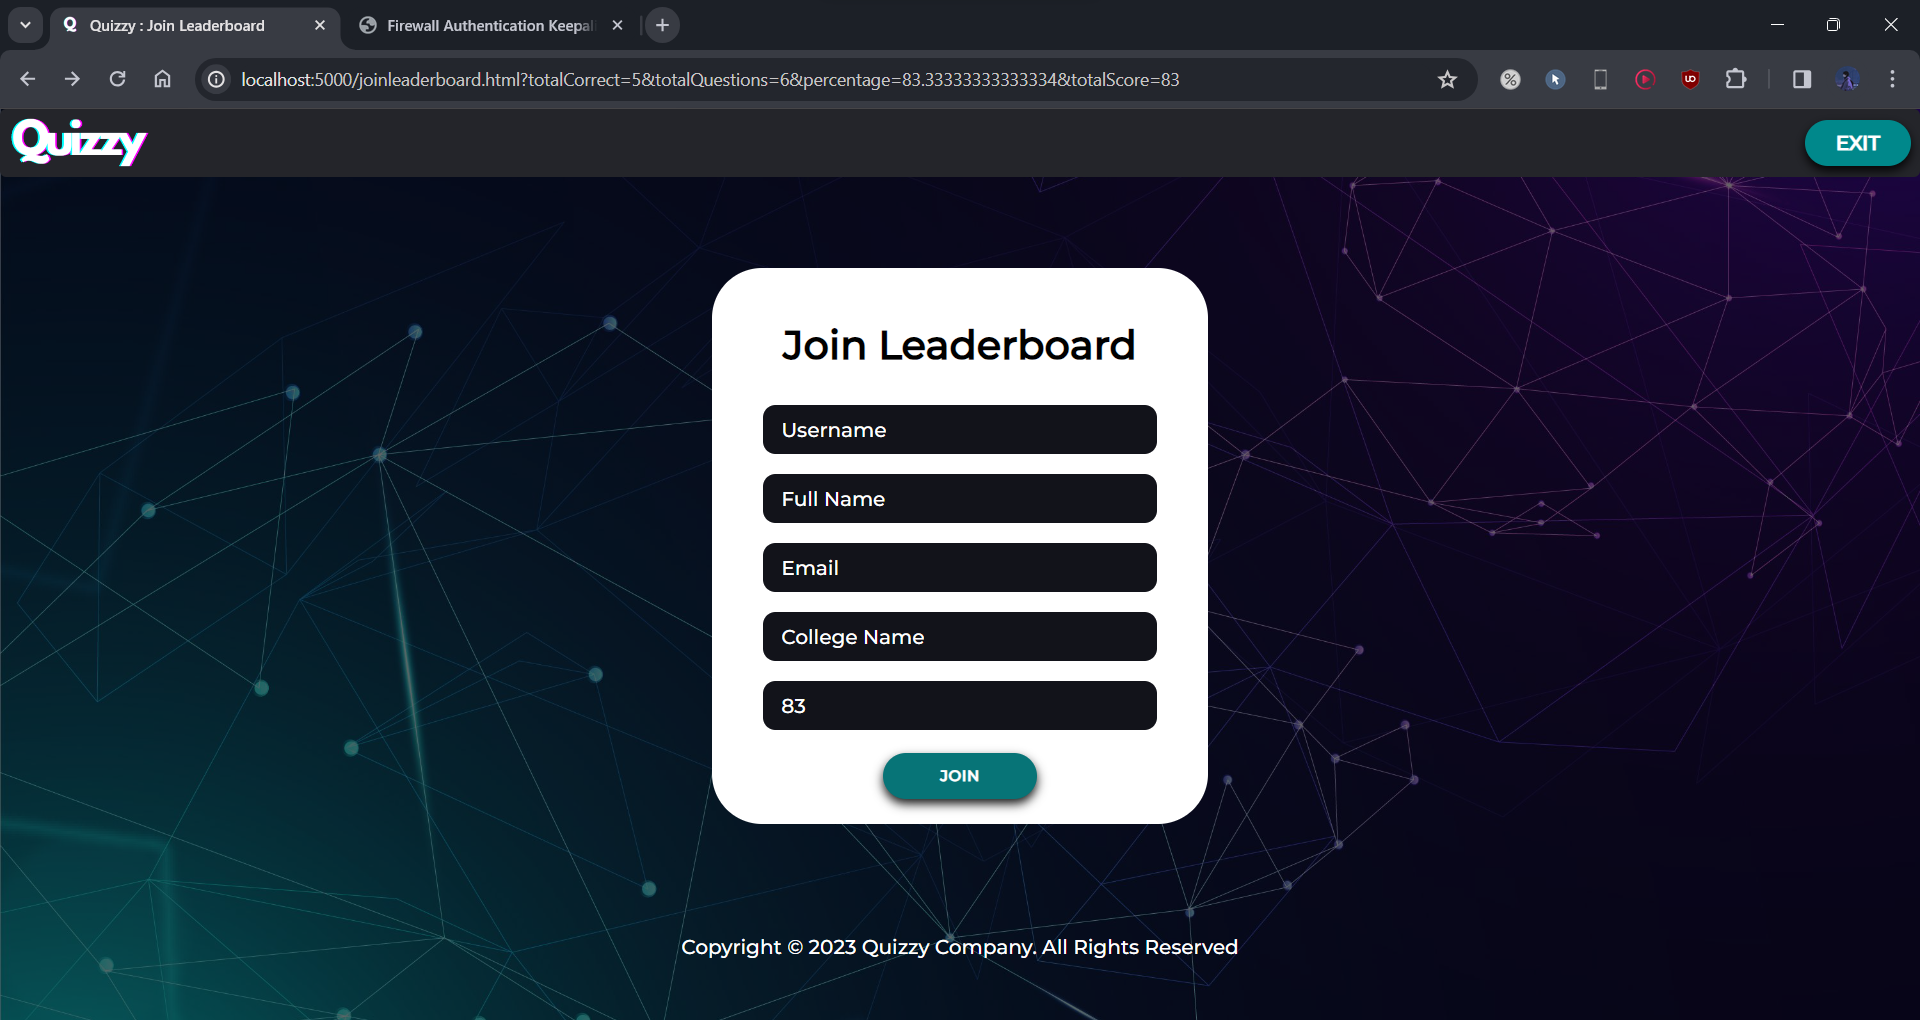 Quizzy : Join Leaderboard
Firewall Authentication Keepal
localhost:5000/joinleaderboard.html?totalCorrect=5&totalQuestions=6&percentage=83.33333333333334&totalScore=83
Quizzy
EXIT
Join Leaderboard
Username
Full Name
Email
College Name
83
JOIN
Copyright © 2023 Quizzy Company. All Rights Reserved